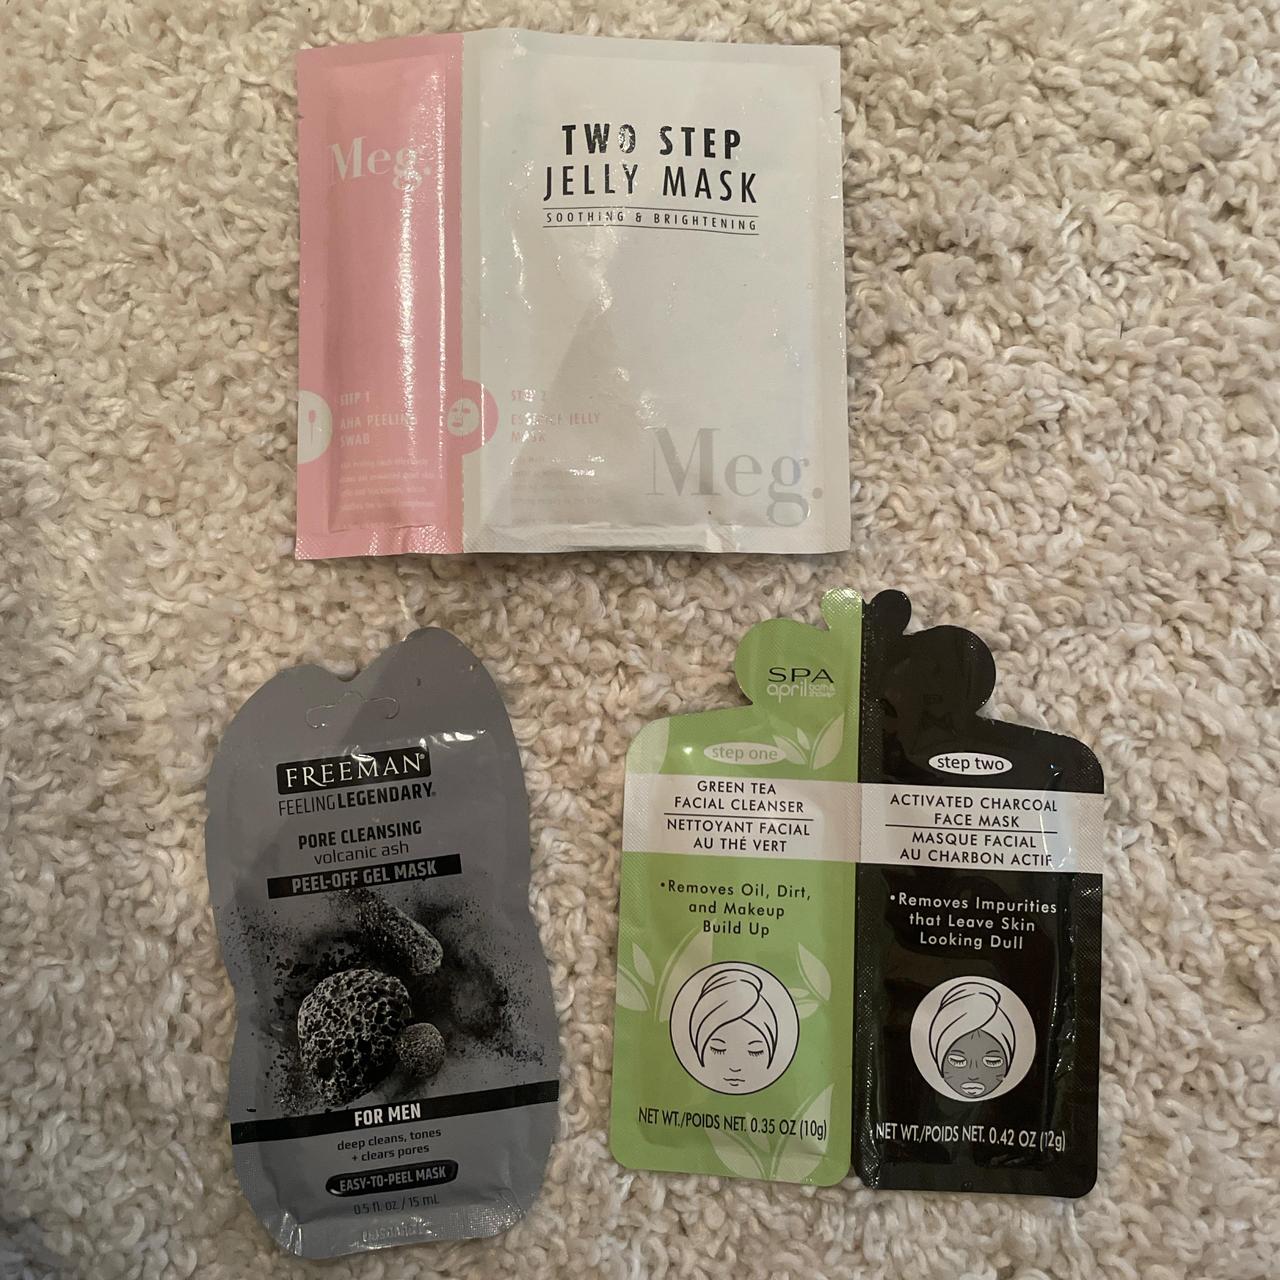 Meg.
TWO STEP
JELLY MASK
SOOTHING & BRIGHTENING
STEP 1
AHA PEELING
SWAB
STEP 2
ESSENCE JELLY
MASK
Meg.
FREEMAN®
FEELING LEGENDARY®
PORE CLEANSING
volcanic ash
PEEL-OFF GEL MASK
FOR MEN
deep cleans, tones
+ clears pores
EASY-TO-PEEL MASK
0.5 fl. oz. / 15 mL
SPA
april bath & shower
step one
GREEN TEA
FACIAL CLEANSER
NETTOYANT FACIAL
AU THÉ VERT
•Removes Oil, Dirt,
and Makeup
Build Up
NET WT./POIDS NET. 0.35 OZ (10g)
step two
ACTIVATED CHARCOAL
FACE MASK
MASQUE FACIAL
AU CHARBON ACTIF
•Removes Impurities
that Leave Skin
Looking Dull
NET WT./POIDS NET. 0.42 OZ (12g)